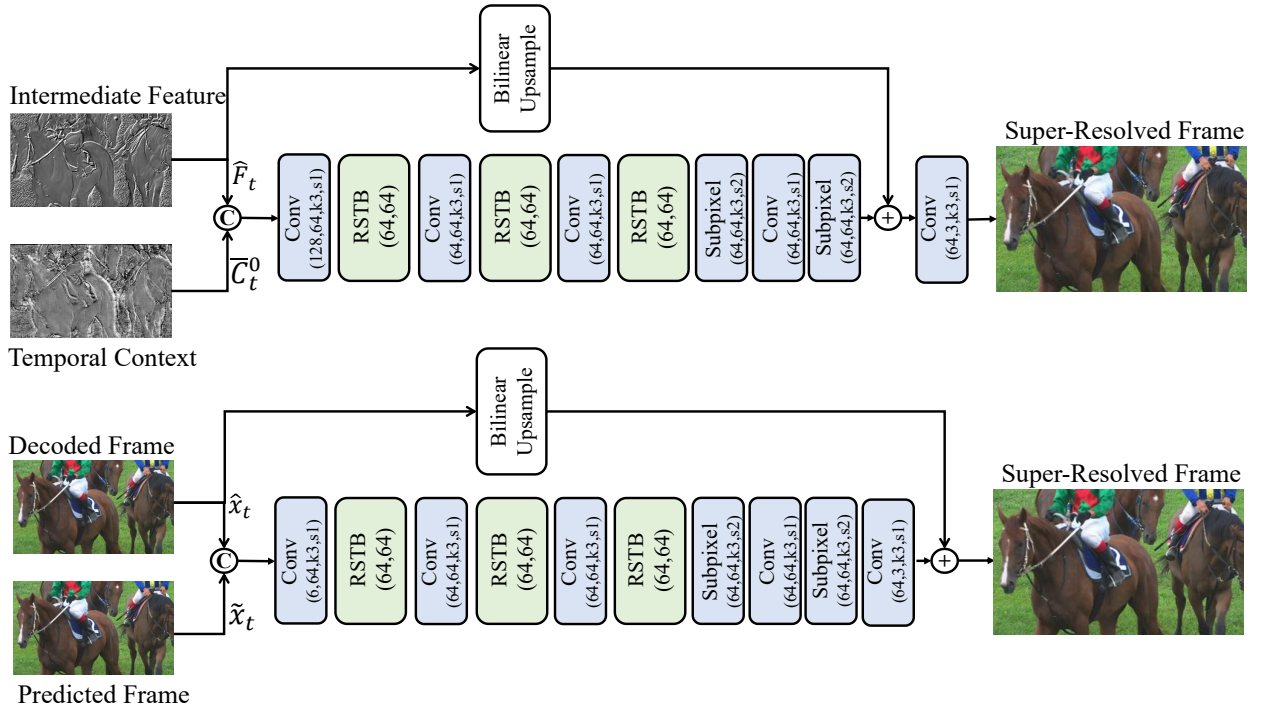 Bilinear
Upsample
Intermediate Feature
Super-Resolved Frame
F̂_t
C
C̅_t^0
Conv
(128,64,k3,s1)
RSTB
(64,64)
Conv
(64,64,k3,s1)
RSTB
(64,64)
Conv
(64,64,k3,s1)
RSTB
(64,64)
Subpixel
(64,64,k3,s2)
Conv
(64,64,k3,s1)
Subpixel
(64,64,k3,s2)
+
Conv
(64,3,k3,s1)
Temporal Context
Bilinear
Upsample
Decoded Frame
Super-Resolved Frame
x̂_t
C
x̃_t
Conv
(6,64,k3,s1)
RSTB
(64,64)
Conv
(64,64,k3,s1)
RSTB
(64,64)
Conv
(64,64,k3,s1)
RSTB
(64,64)
Subpixel
(64,64,k3,s2)
Conv
(64,64,k3,s1)
Subpixel
(64,64,k3,s2)
Conv
(64,3,k3,s1)
+
Predicted Frame